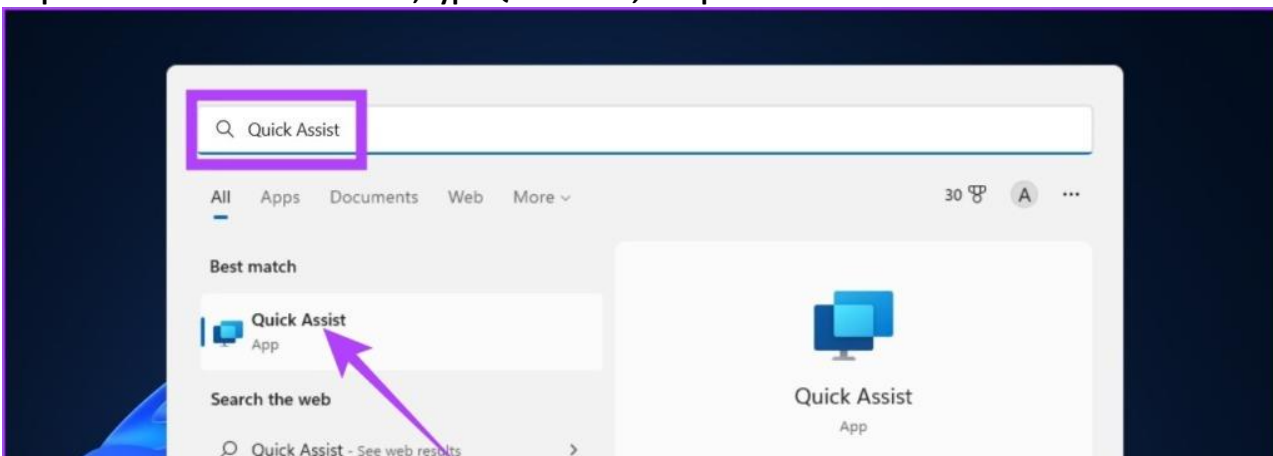 Quick Assist
All Apps Documents Web More
30 A ...
Best match
Quick Assist
App
Search the web
Quick Assist - See web results
Quick Assist
App